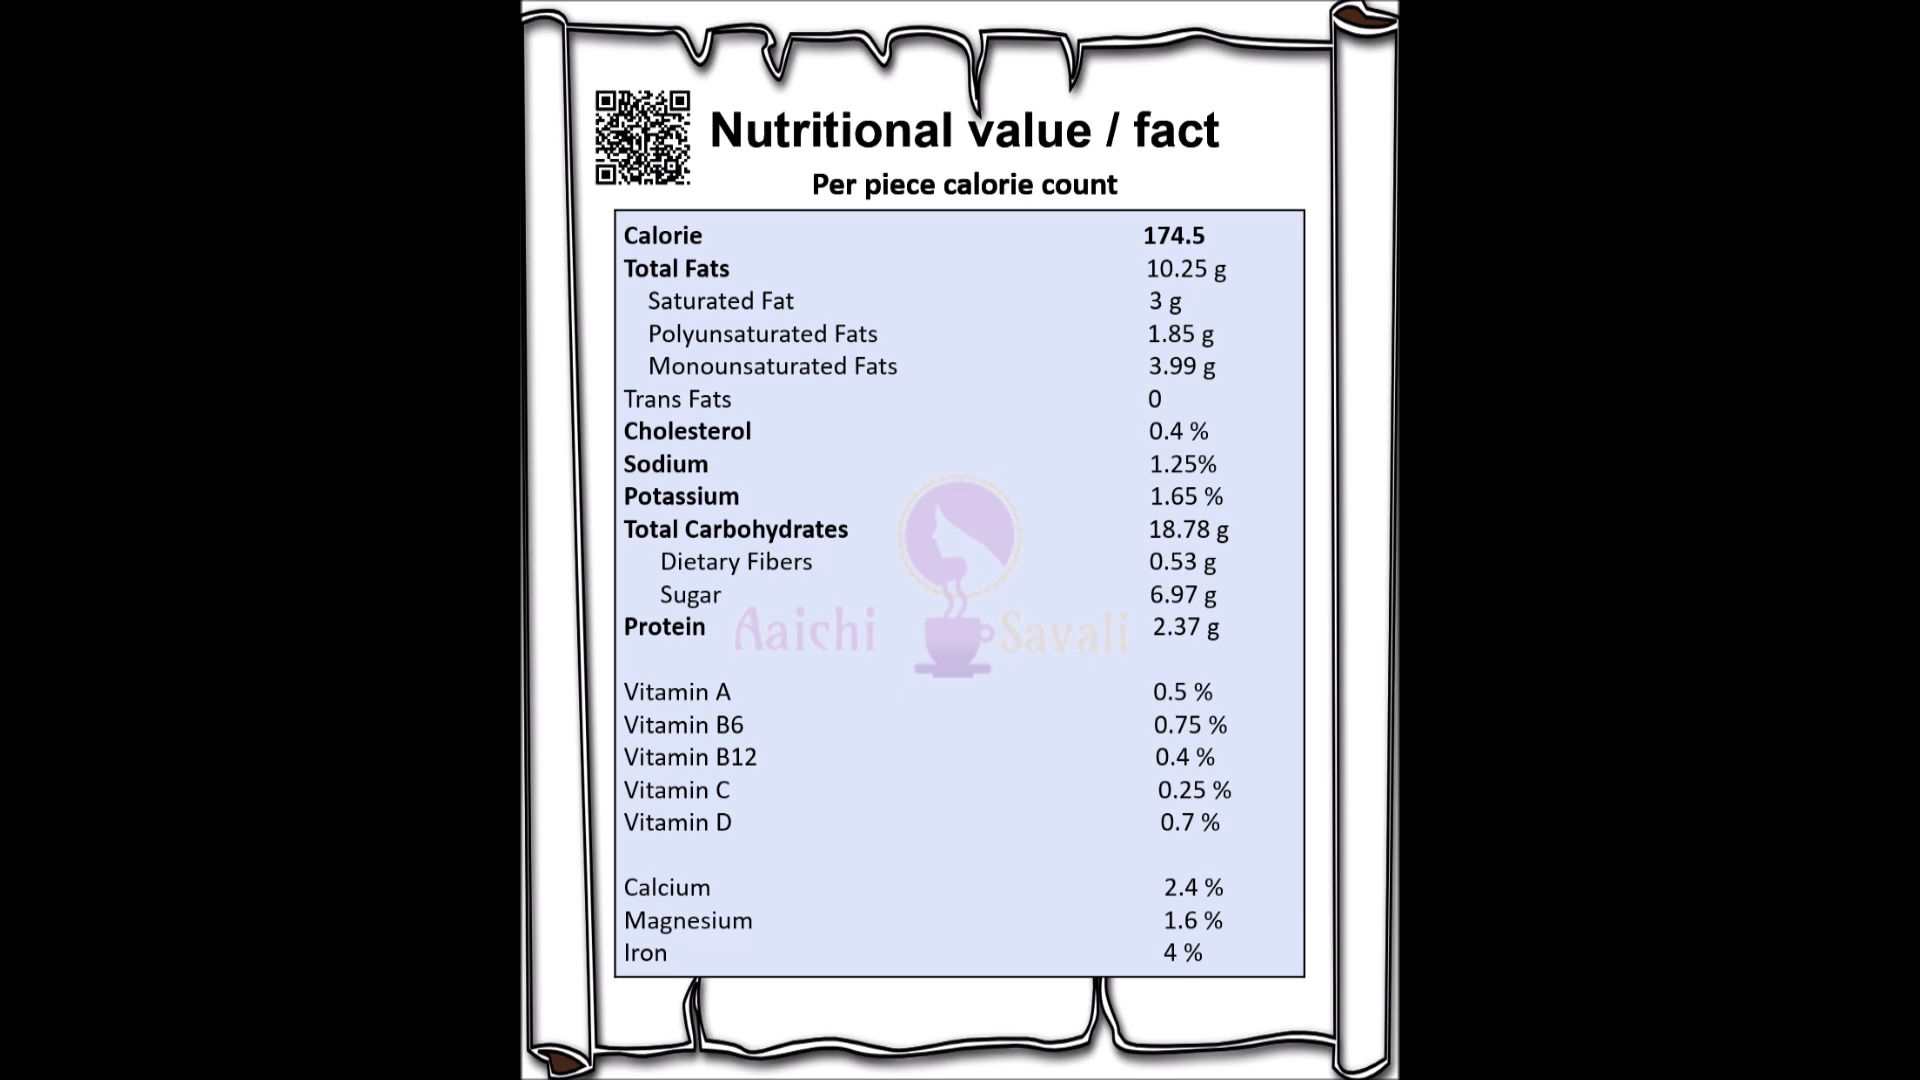 Nutritional value / fact
Per piece calorie count
Calorie 174.5
Total Fats 10.25 g
Saturated Fat 3 g
Polyunsaturated Fats 1.85 g
Monounsaturated Fats 3.99 g
Trans Fats 0
Cholesterol 0.4 %
Sodium 1.25%
Potassium 1.65 %
Total Carbohydrates 18.78 g
Dietary Fibers 0.53 g
Sugar 6.97 g
Protein 2.37 g
Aaichi Savali
Vitamin A 0.5 %
Vitamin B6 0.75 %
Vitamin B12 0.4 %
Vitamin C 0.25 %
Vitamin D 0.7 %
Calcium 2.4 %
Magnesium 1.6 %
Iron 4 %